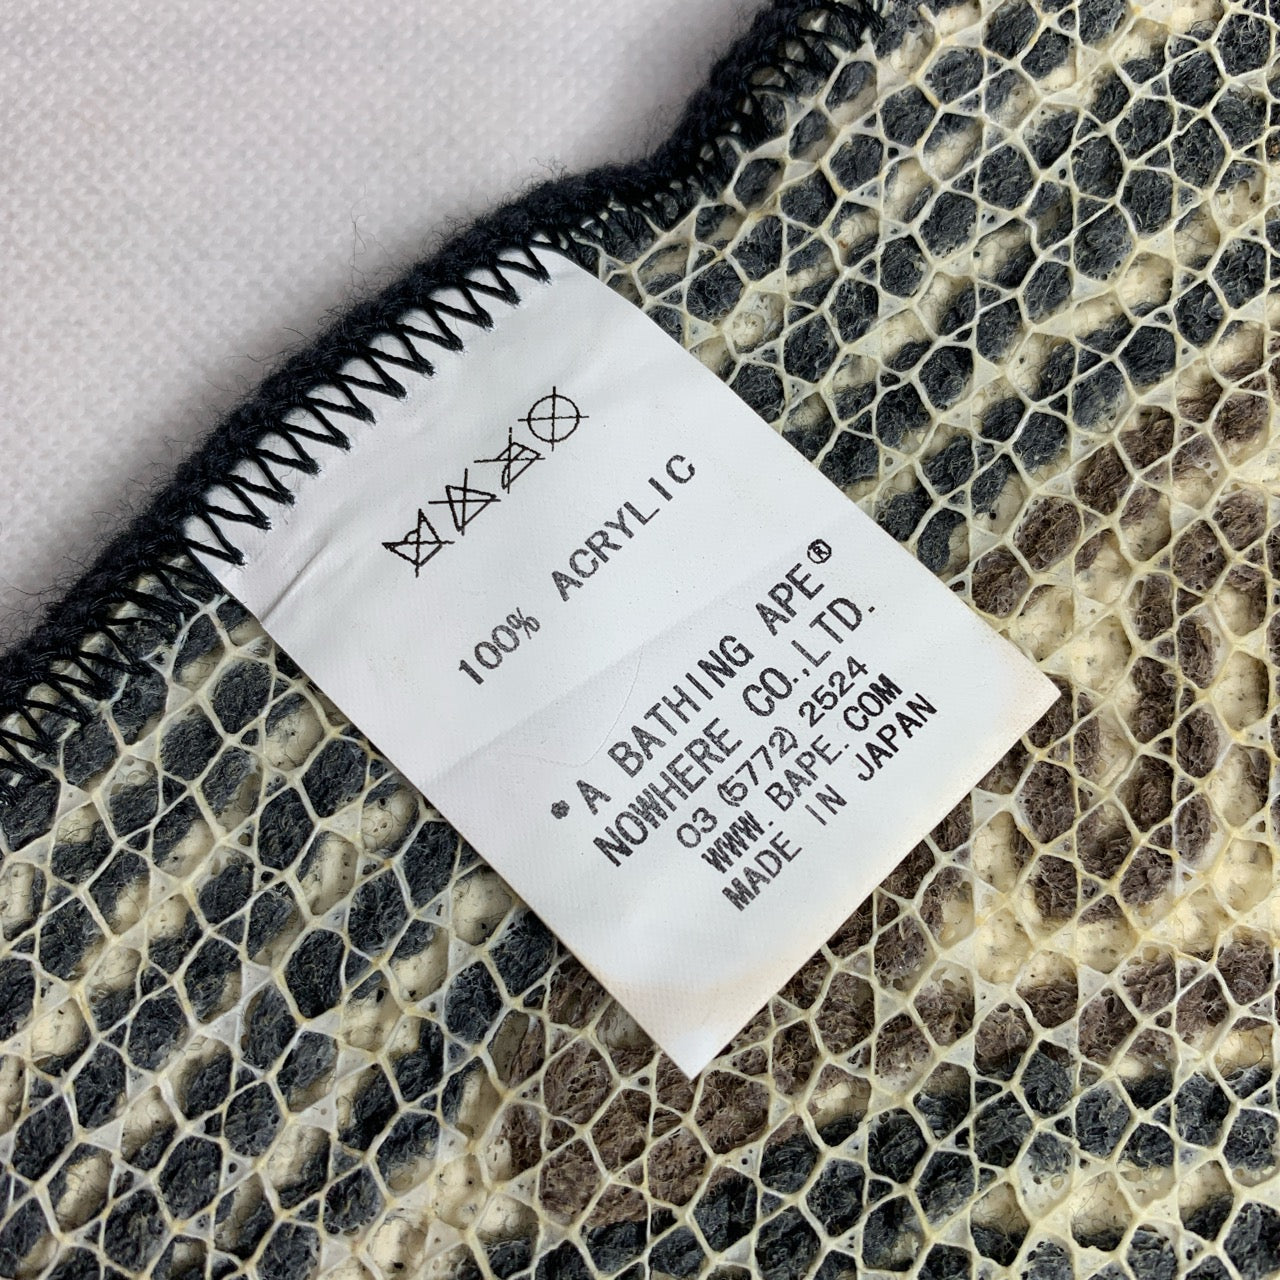 100% ACRYLIC
A BATHING APE®
NOWHERE CO.,LTD.
03 (5772) 2524
WWW. BAPE. COM
MADE IN JAPAN